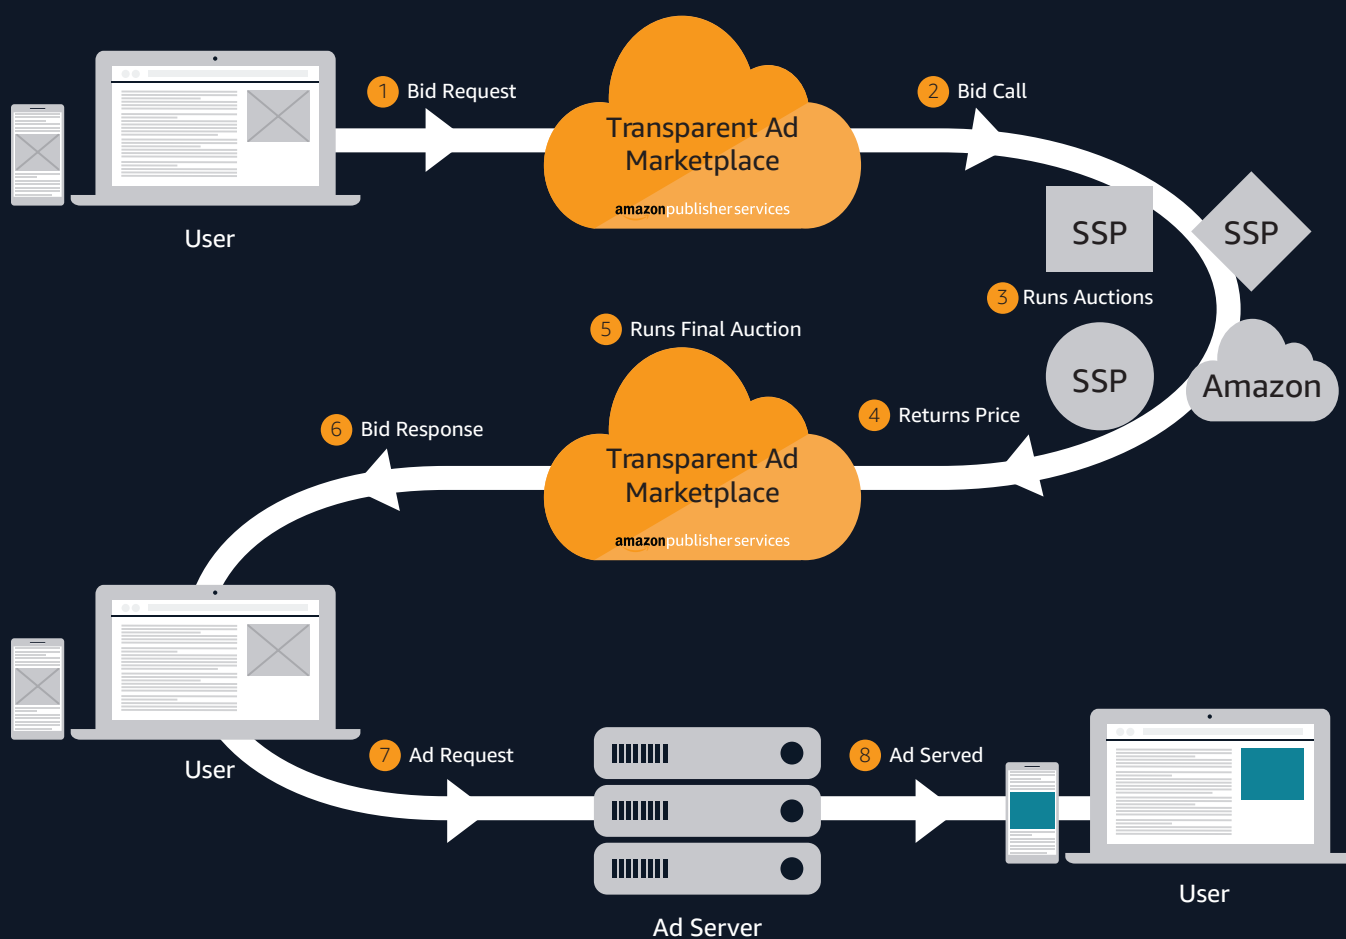 1 Bid Request
Transparent Ad
Marketplace
amazonpublisherservices
2 Bid Call
User
SSP
SSP
3 Runs Auctions
SSP
Amazon
4 Returns Price
5 Runs Final Auction
Transparent Ad
Marketplace
amazonpublisherservices
6 Bid Response
User
7 Ad Request
Ad Server
8 Ad Served
User